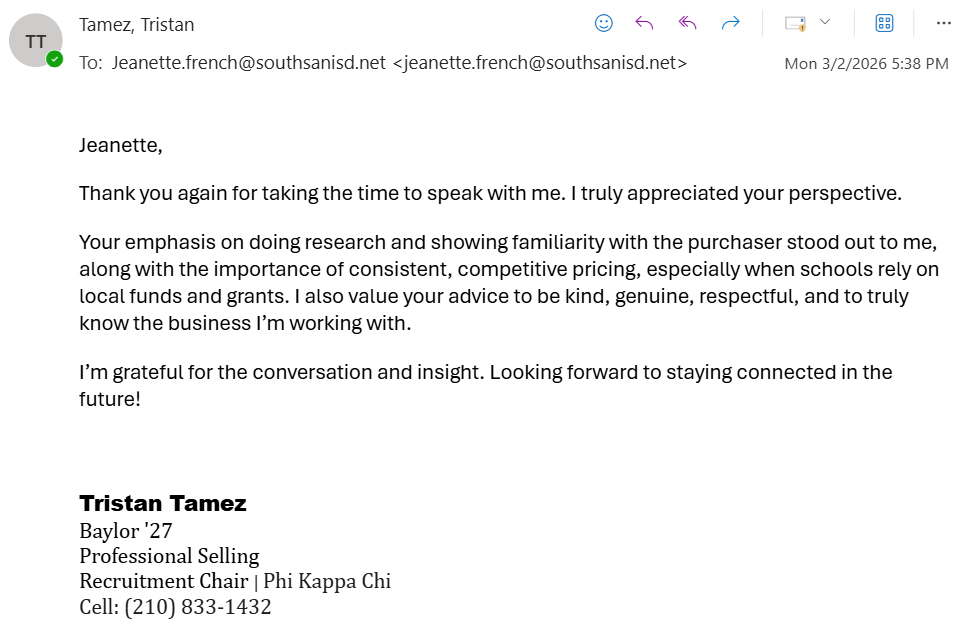 Tamez, Tristan
TT
To: Jeanette.french@southsanisd.net <jeanette.french@southsanisd.net>
Mon 3/2/2026 5:38 PM
Jeanette,
Thank you again for taking the time to speak with me. I truly appreciated your perspective.
Your emphasis on doing research and showing familiarity with the purchaser stood out to me,
along with the importance of consistent, competitive pricing, especially when schools rely on
local funds and grants. I also value your advice to be kind, genuine, respectful, and to truly
know the business I’m working with.
I’m grateful for the conversation and insight. Looking forward to staying connected in the
future!
Tristan Tamez
Baylor '27
Professional Selling
Recruitment Chair | Phi Kappa Chi
Cell: (210) 833-1432